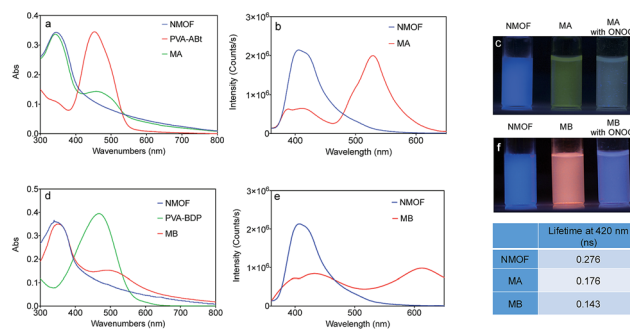 a
NMOF
PVA-ABt
MA
0.4
0.3
0.2
0.1
0.0
Abs
300 400 500 600 700 800
Wavenumbers (nm)
b
NMOF
MA
3×10⁶
2×10⁶
1×10⁶
0
Intensity (Counts/s)
400 500 600
Wavelength (nm)
NMOF MA MA
with ONOO
c
d
NMOF
PVA-BDP
MB
0.5
0.4
0.3
0.2
0.1
0.0
Abs
300 400 500 600 700 800
Wavenumbers (nm)
e
NMOF
MB
3×10⁶
2×10⁶
1×10⁶
0
Intensity (Counts/s)
400 500 600
Wavelength (nm)
NMOF MB MB
with ONOO
f
Lifetime at 420 nm
(ns)
NMOF 0.276
MA 0.176
MB 0.143